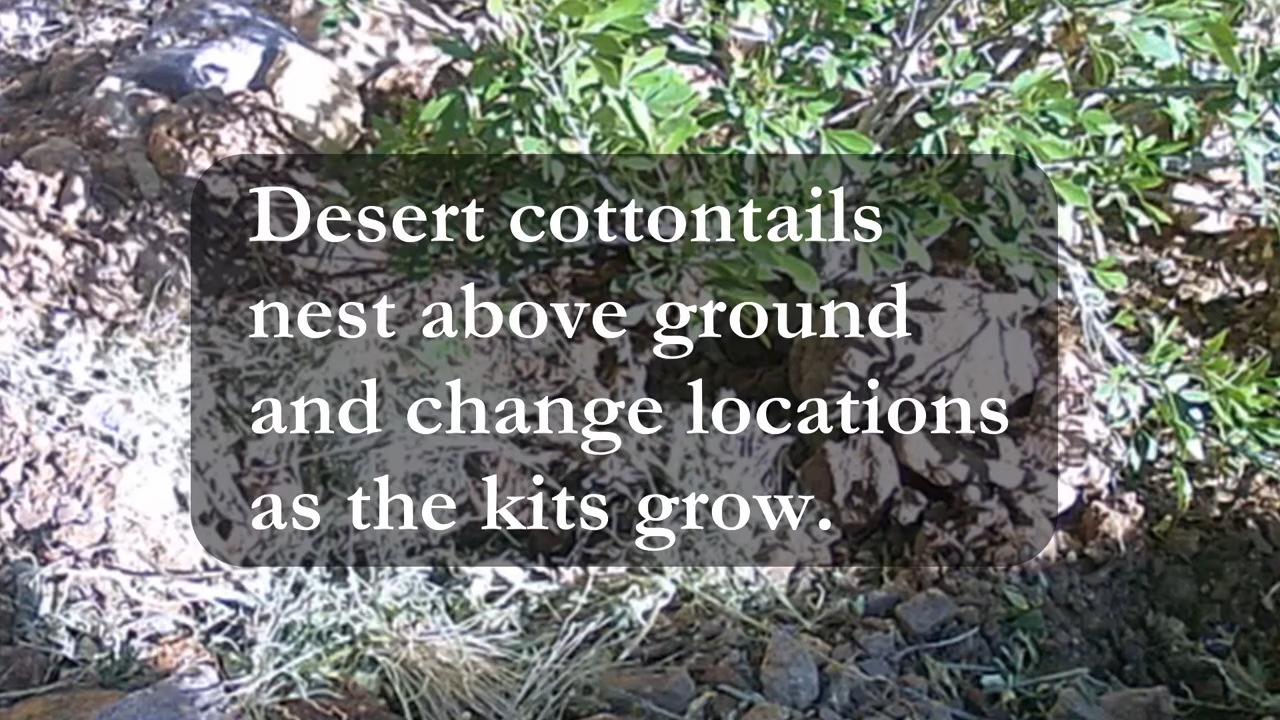 Desert cottontails
nest above ground
and change locations
as the kits grow.